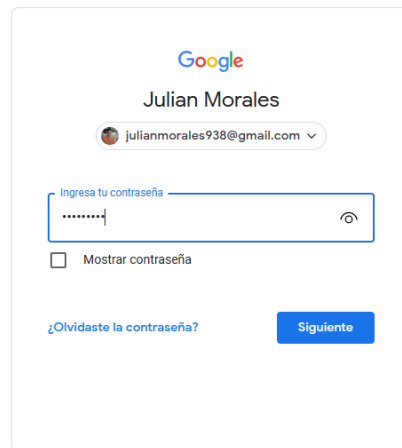 Google
Julian Morales
julianmorales938@gmail.com
Ingresa tu contraseña
•••••••••
Mostrar contraseña
¿Olvidaste la contraseña?
Siguiente